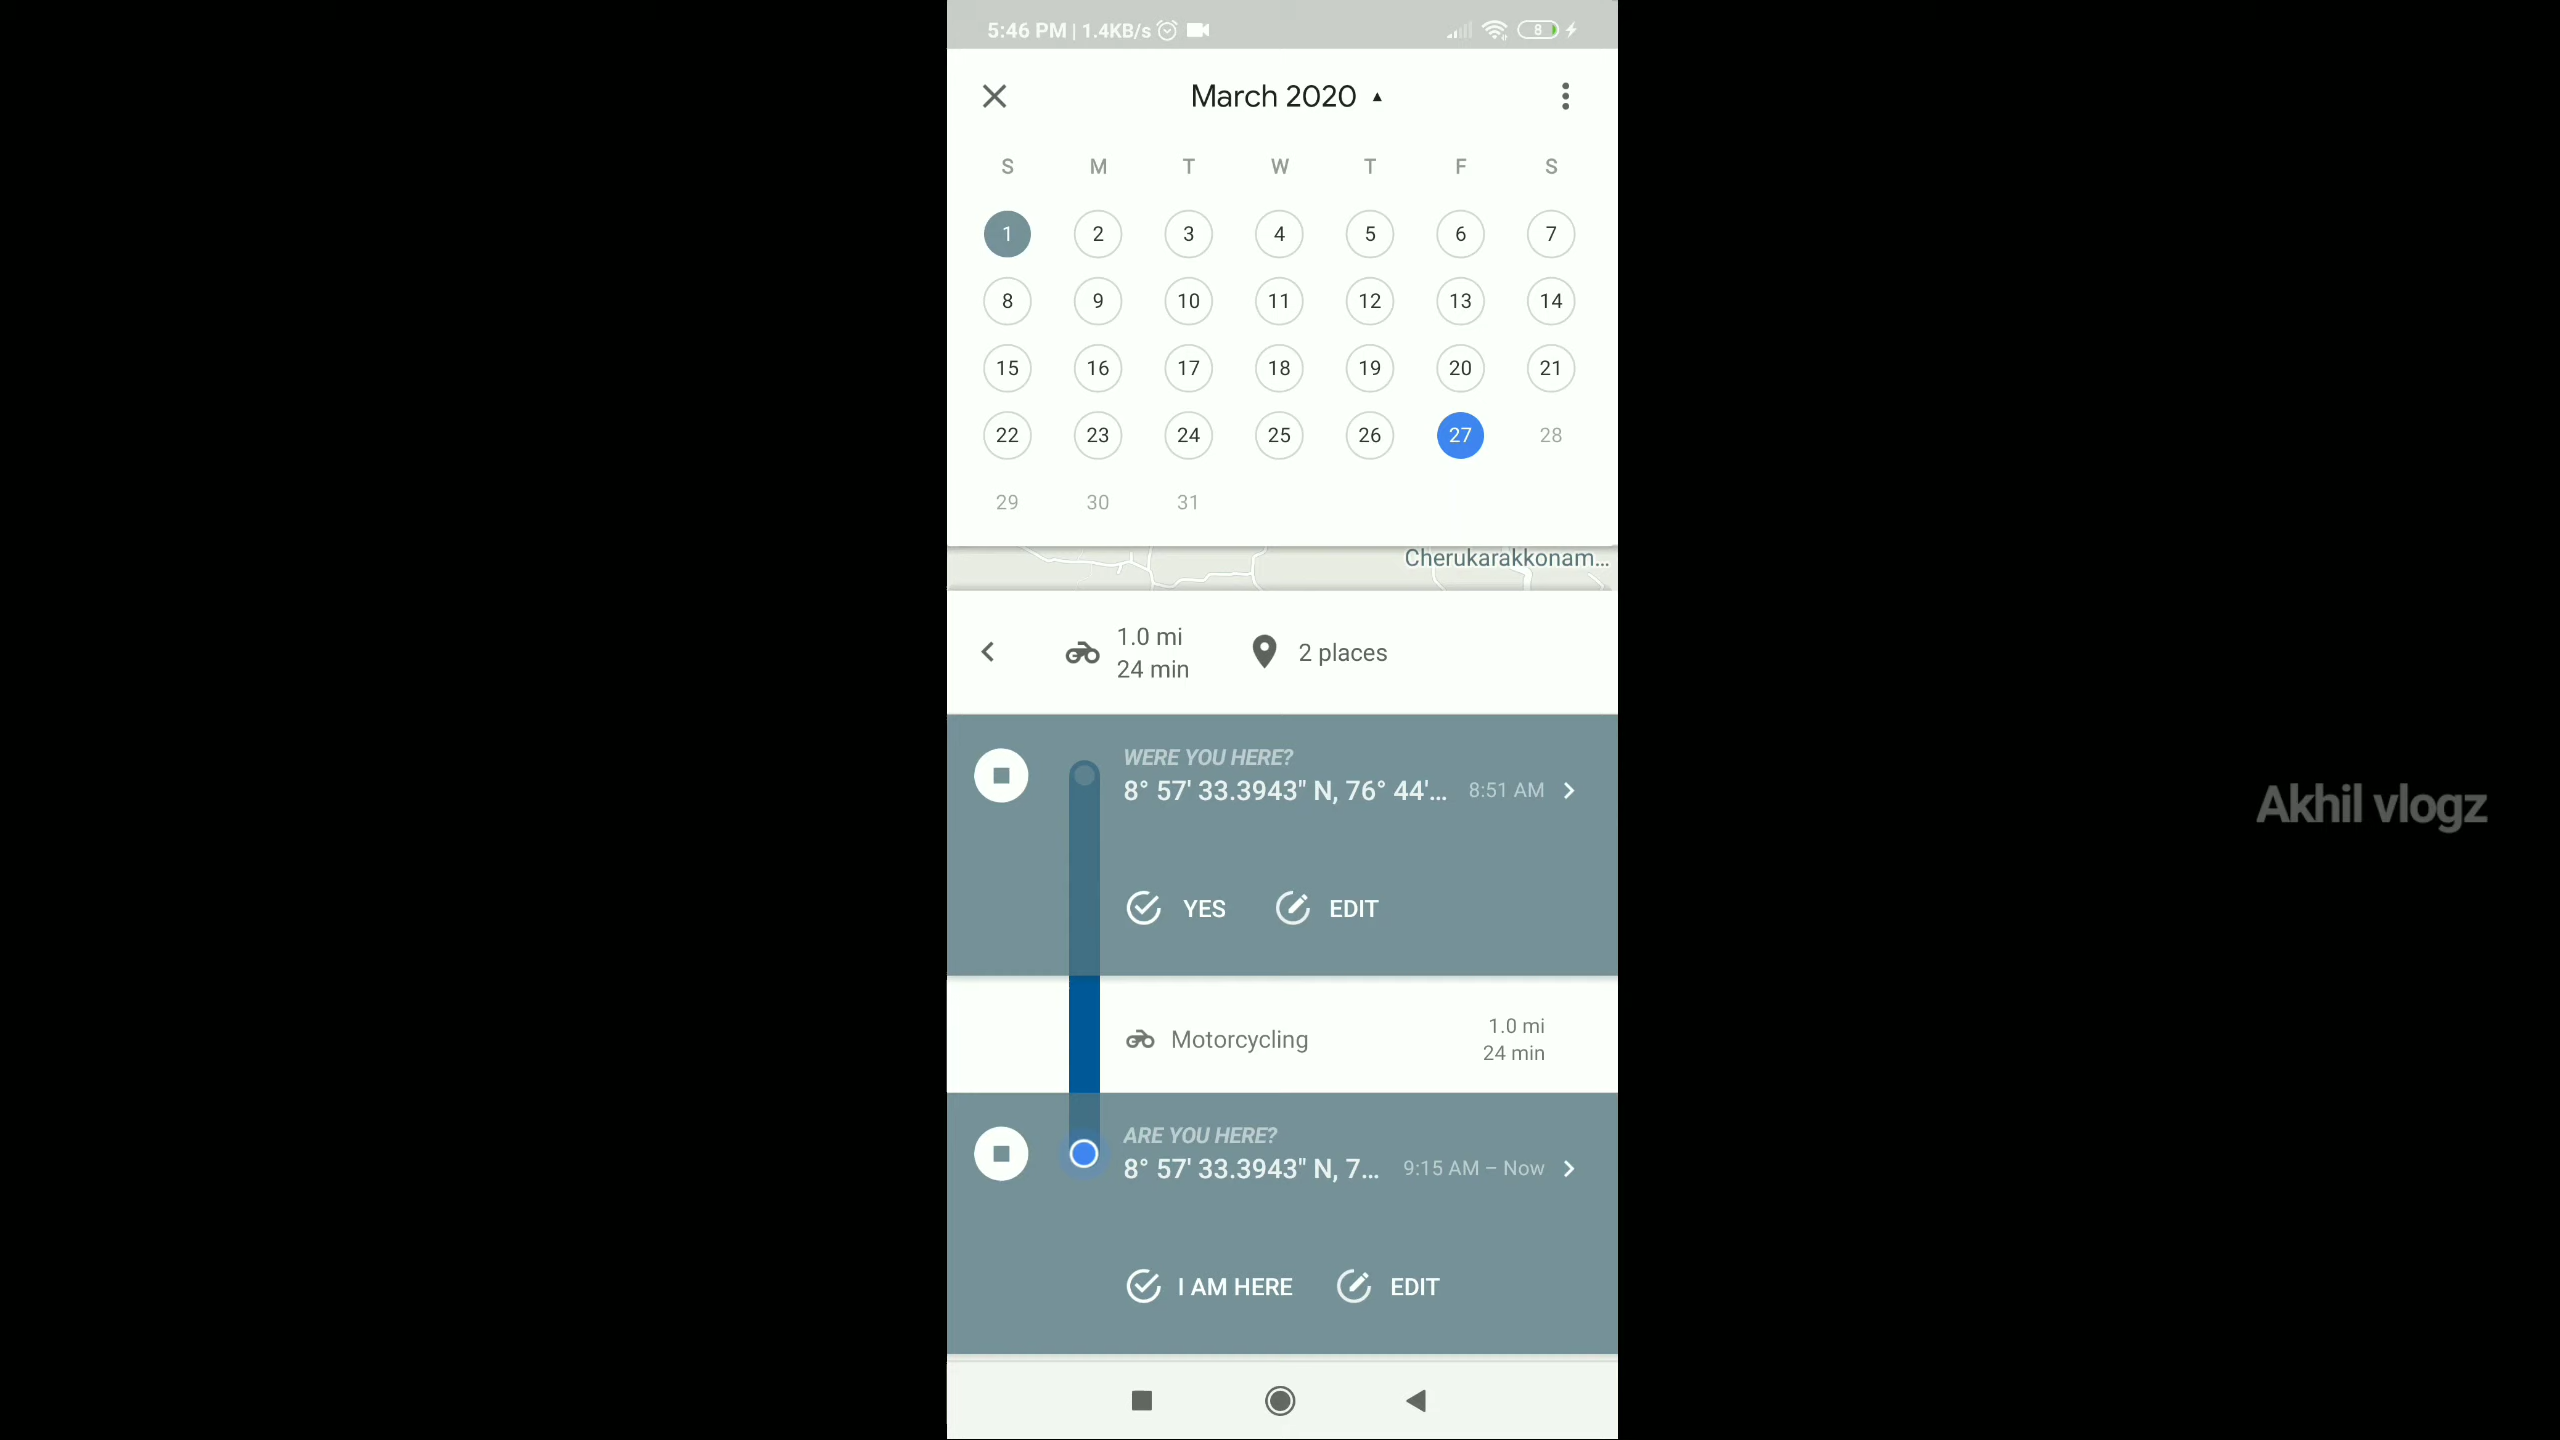 5:46 PM | 1.4KB/s
8
March 2020 ▲
S M T W T F S
1 2 3 4 5 6 7
8 9 10 11 12 13 14
15 16 17 18 19 20 21
22 23 24 25 26 27 28
29 30 31
Cherukarakkonam...
1.0 mi
24 min
2 places
WERE YOU HERE?
8° 57' 33.3943" N, 76° 44'... 8:51 AM
YES EDIT
Motorcycling
1.0 mi
24 min
ARE YOU HERE?
8° 57' 33.3943" N, 7... 9:15 AM – Now
I AM HERE EDIT
Akhil vlogz